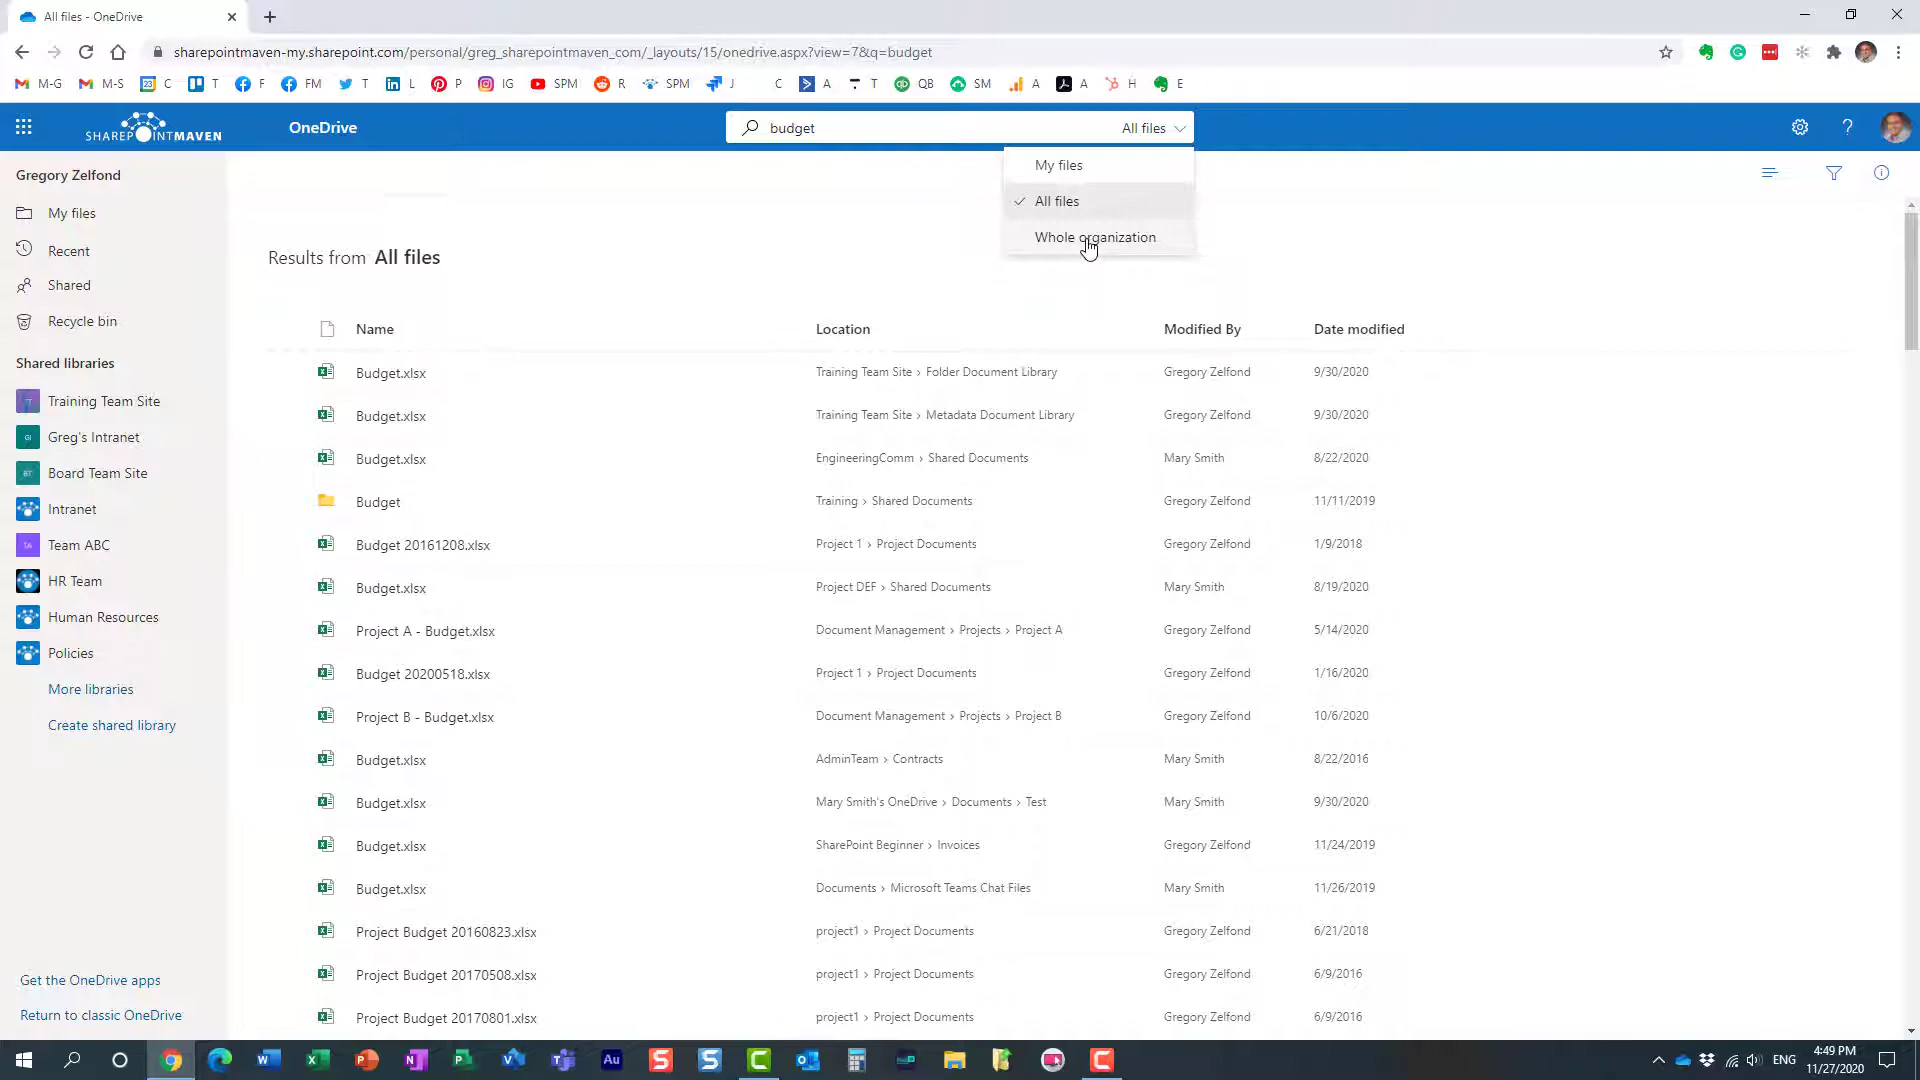 All files - OneDrive
sharepointmaven-my.sharepoint.com/personal/greg_sharepointmaven_com/_layouts/15/onedrive.aspx?view=7&q=budget
M-G M-S C T F FM T L P IG SPM R SPM J C A T QB SM A A H E
SHAREPOINTMAVEN OneDrive budget All files
Gregory Zelfond
My files
Recent
Shared
Recycle bin
Shared libraries
Training Team Site
Greg's Intranet
Board Team Site
Intranet
Team ABC
HR Team
Human Resources
Policies
More libraries
Create shared library
Get the OneDrive apps
Return to classic OneDrive
My files
All files
Whole organization
Results from All files
Name Location Modified By Date modified
Budget.xlsx Training Team Site › Folder Document Library Gregory Zelfond 9/30/2020
Budget.xlsx Training Team Site › Metadata Document Library Gregory Zelfond 9/30/2020
Budget.xlsx EngineeringComm › Shared Documents Mary Smith 8/22/2020
Budget Training › Shared Documents Gregory Zelfond 11/11/2019
Budget 20161208.xlsx Project 1 › Project Documents Gregory Zelfond 1/9/2018
Budget.xlsx Project DEF › Shared Documents Mary Smith 8/19/2020
Project A - Budget.xlsx Document Management › Projects › Project A Gregory Zelfond 5/14/2020
Budget 20200518.xlsx Project 1 › Project Documents Gregory Zelfond 1/16/2020
Project B - Budget.xlsx Document Management › Projects › Project B Gregory Zelfond 10/6/2020
Budget.xlsx AdminTeam › Contracts Mary Smith 8/22/2016
Budget.xlsx Mary Smith's OneDrive › Documents › Test Mary Smith 9/30/2020
Budget.xlsx SharePoint Beginner › Invoices Gregory Zelfond 11/24/2019
Budget.xlsx Documents › Microsoft Teams Chat Files Mary Smith 11/26/2019
Project Budget 20160823.xlsx project1 › Project Documents Gregory Zelfond 6/21/2018
Project Budget 20170508.xlsx project1 › Project Documents Gregory Zelfond 6/9/2016
Project Budget 20170801.xlsx project1 › Project Documents Gregory Zelfond 6/9/2016
ENG 4:49 PM
11/27/2020